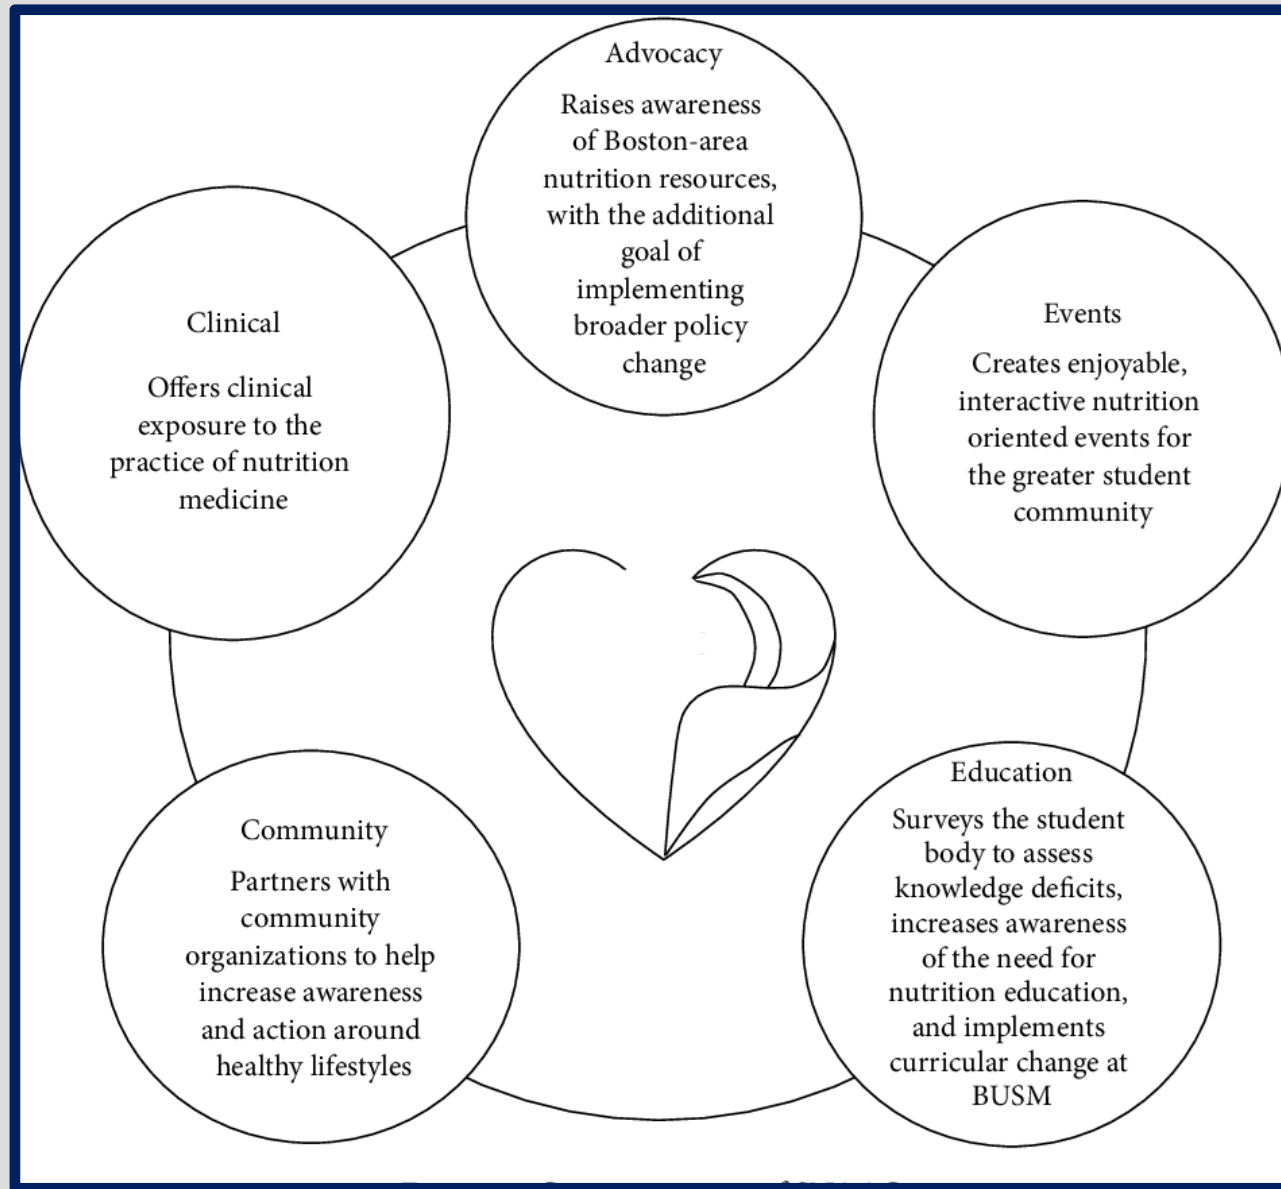 Advocacy
Raises awareness
of Boston-area
nutrition resources,
with the additional
goal of
implementing
broader policy
change
Clinical
Offers clinical
exposure to the
practice of nutrition
medicine
Events
Creates enjoyable,
interactive nutrition
oriented events for
the greater student
community
Community
Partners with
community
organizations to help
increase awareness
and action around
healthy lifestyles
Education
Surveys the student
body to assess
knowledge deficits,
increases awareness
of the need for
nutrition education,
and implements
curricular change at
BUSM